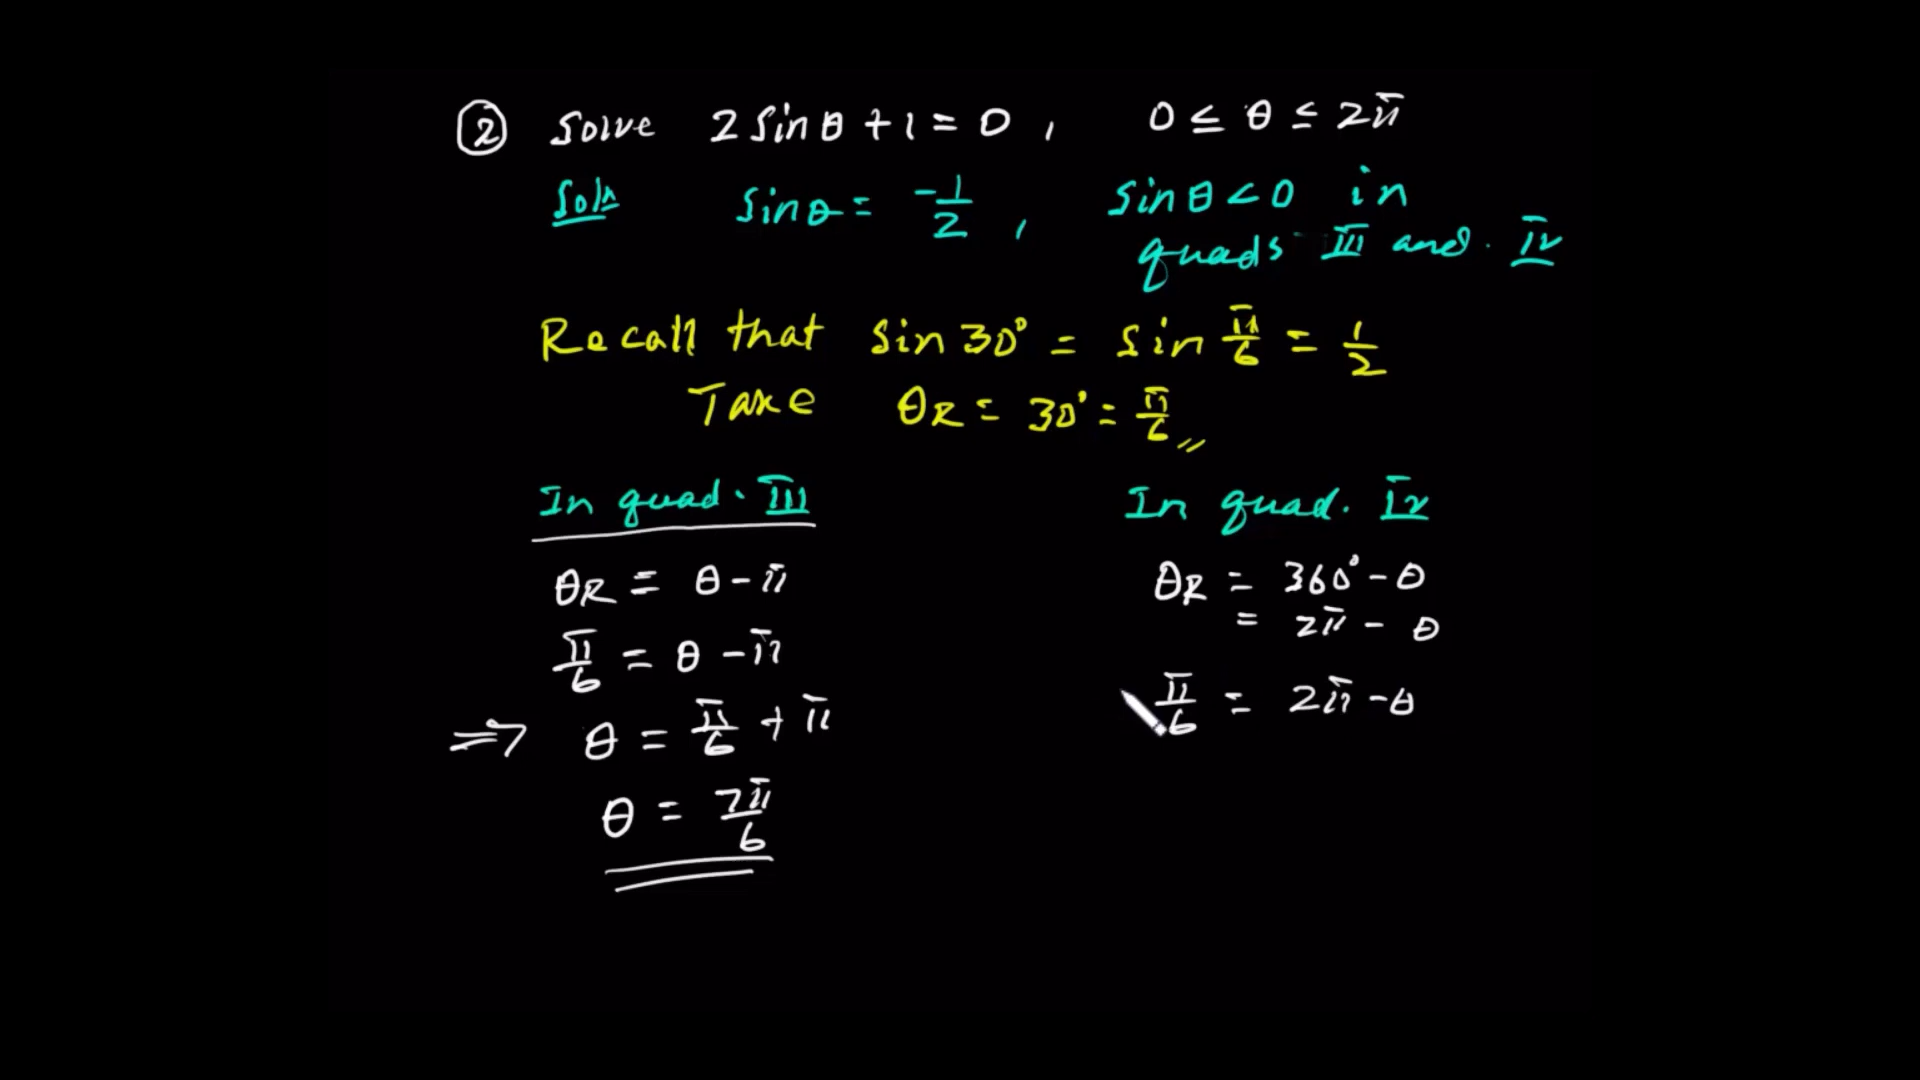 ② Solve 2 sin θ + 1 = 0 , 0 ≤ θ ≤ 2π
Soln sin θ = -1/2 , sin θ < 0 in
quads III and. IV
Recall that sin 30° = sin π/6 = 1/2
Take θR = 30° = π/6 〃
In quad. III
θR = θ - π
π/6 = θ - π
⇒ θ = π/6 + π
θ = 7π/6
In quad. IV
θR = 360° - θ
= 2π - θ
π/6 = 2π - θ